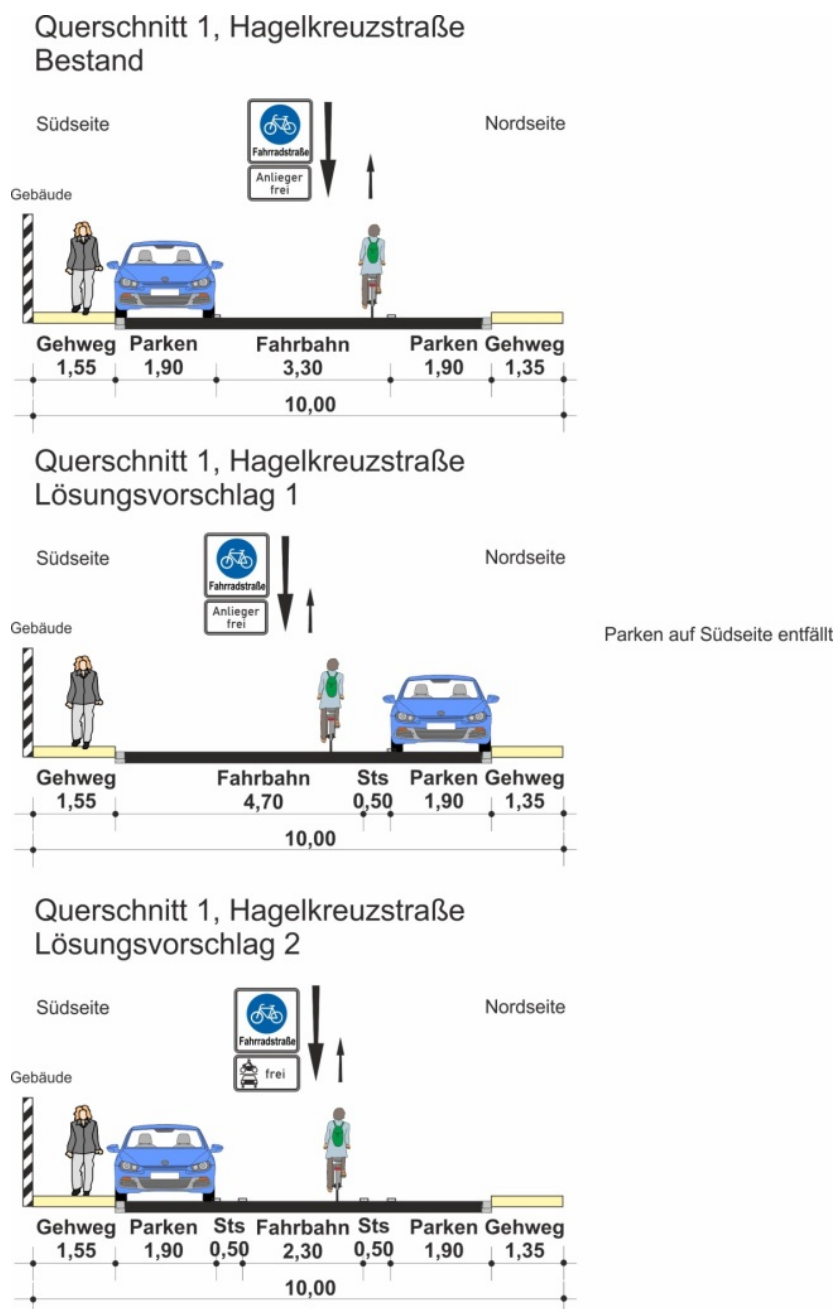 Querschnitt 1, Hagelkreuzstraße
Bestand
Südseite
Fahrradstraße
Anlieger
frei
Nordseite
Gebäude
Gehweg Parken Fahrbahn Parken Gehweg
1,55 1,90 3,30 1,90 1,35
10,00
Querschnitt 1, Hagelkreuzstraße
Lösungsvorschlag 1
Südseite
Fahrradstraße
Anlieger
frei
Nordseite
Gebäude
Parken auf Südseite entfällt
Gehweg Fahrbahn Sts Parken Gehweg
1,55 4,70 0,50 1,90 1,35
10,00
Querschnitt 1, Hagelkreuzstraße
Lösungsvorschlag 2
Südseite
Fahrradstraße
frei
Nordseite
Gebäude
Gehweg Parken Sts Fahrbahn Sts Parken Gehweg
1,55 1,90 0,50 2,30 0,50 1,90 1,35
10,00